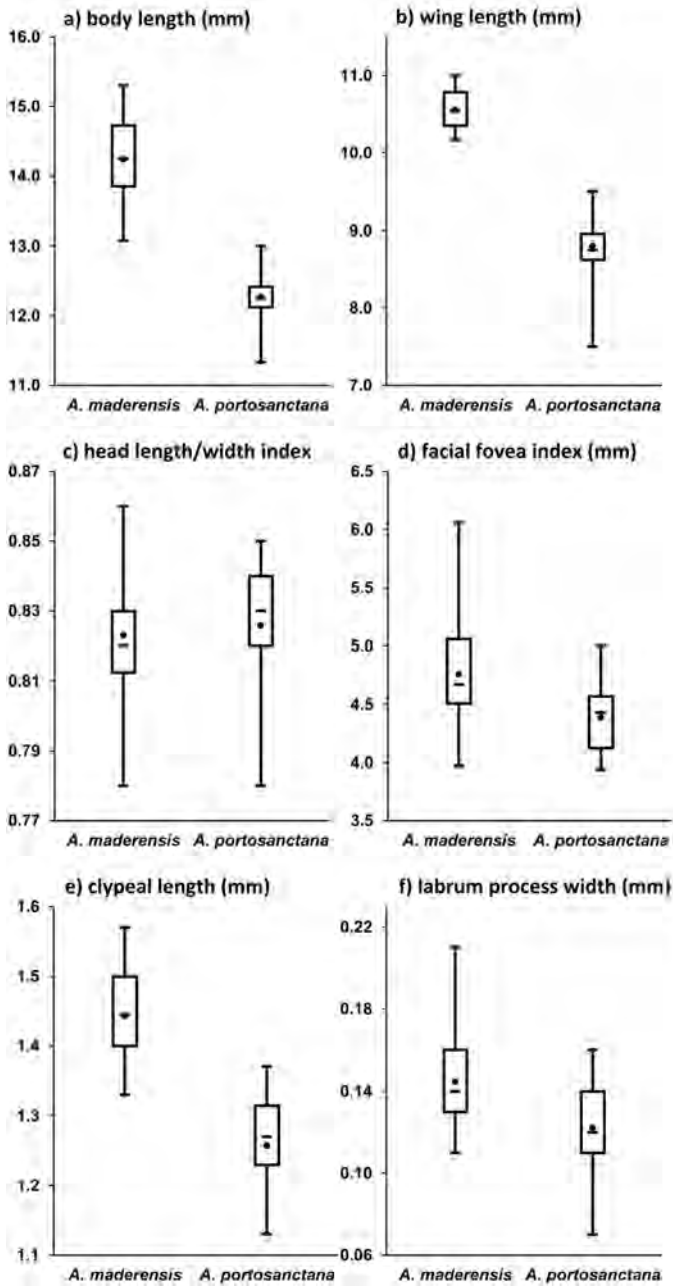 a) body length (mm)
16.0
15.0
14.0
13.0
12.0
11.0
A. maderensis A. portosanctana
b) wing length (mm)
11.0
10.0
9.0
8.0
7.0
A. maderensis A. portosanctana
c) head length/width index
0.87
0.85
0.83
0.81
0.79
0.77
A. maderensis A. portosanctana
d) facial fovea index (mm)
6.5
6.0
5.5
5.0
4.5
4.0
3.5
A. maderensis A. portosanctana
e) clypeal length (mm)
1.6
1.5
1.4
1.3
1.2
1.1
A. maderensis A. portosanctana
f) labrum process width (mm)
0.22
0.18
0.14
0.10
0.06
A. maderensis A. portosanctana